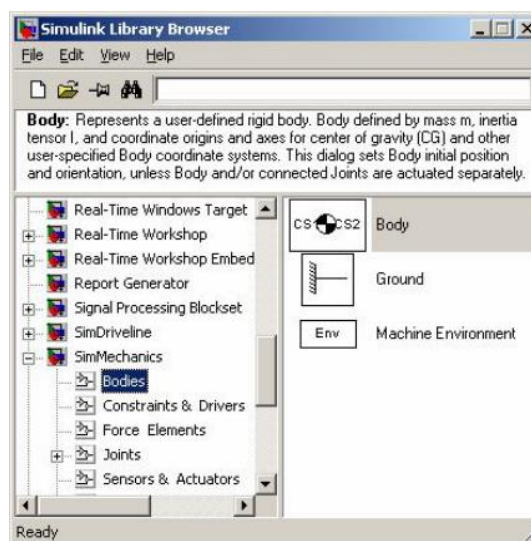 Simulink Library Browser
File Edit View Help
Body: Represents a user-defined rigid body. Body defined by mass m, inertia
tensor I, and coordinate origins and axes for center of gravity (CG) and other
user-specified Body coordinate systems. This dialog sets Body initial position
and orientation, unless Body and/or connected Joints are actuated separately.
Real-Time Windows Target
Real-Time Workshop
Real-Time Workshop Embed
Report Generator
Signal Processing Blockset
SimDriveline
SimMechanics
Bodies
Constraints & Drivers
Force Elements
Joints
Sensors & Actuators
CS1 CS2 Body
Ground
Env Machine Environment
Ready